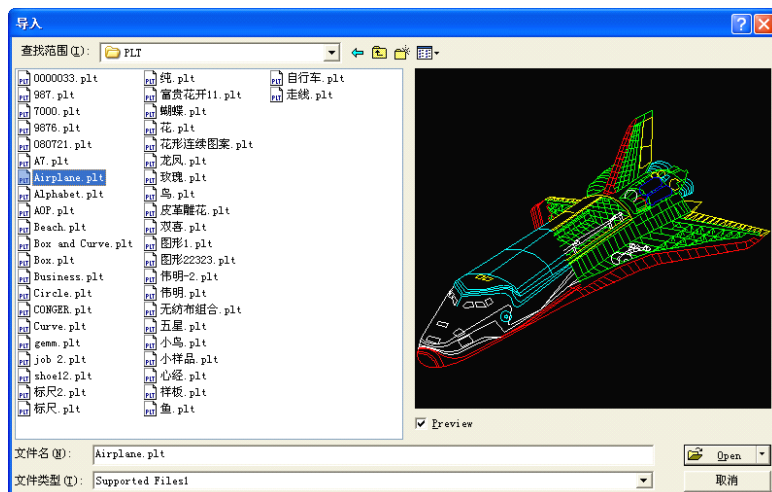 导入
查找范围(I): PLT
0000033.plt
987.plt
7000.plt
9876.plt
080721.plt
A7.plt
Airplane.plt
Alphabet.plt
AOP.plt
Beach.plt
Box and Curve.plt
Box.plt
Business.plt
Circle.plt
CONGER.plt
Curve.plt
gemm.plt
job 2.plt
shoe12.plt
标尺2.plt
标尺.plt
纯.plt
富贵花开11.plt
蝴蝶.plt
花.plt
花形连续图案.plt
龙凤.plt
玫瑰.plt
鸟.plt
皮革雕花.plt
双喜.plt
图形1.plt
图形22323.plt
伟明-2.plt
伟明.plt
无纺布组合.plt
五星.plt
小鸟.plt
小样品.plt
心经.plt
样板.plt
鱼.plt
自行车.plt
走线.plt
Preview
文件名(N): Airplane.plt
Open
文件类型(T): Supported Files1
取消